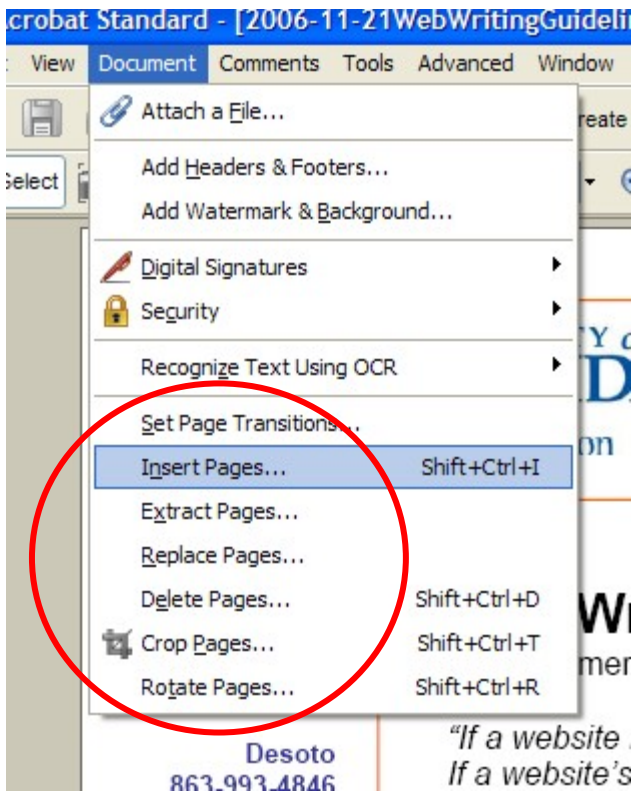 crobat Standard - [2006-11-21WebWritingGuideli
View Document Comments Tools Advanced Window
Attach a File...
reate
Select
Add Headers & Footers...
Add Watermark & Background...
Digital Signatures
Security
Recognize Text Using OCR
Set Page Transitions...
on
Insert Pages... Shift+Ctrl+I
Extract Pages...
Replace Pages...
Delete Pages... Shift+Ctrl+D
Crop Pages... Shift+Ctrl+T
Rotate Pages... Shift+Ctrl+R
mer
"If a website
Desoto
If a website's
863-993-4846